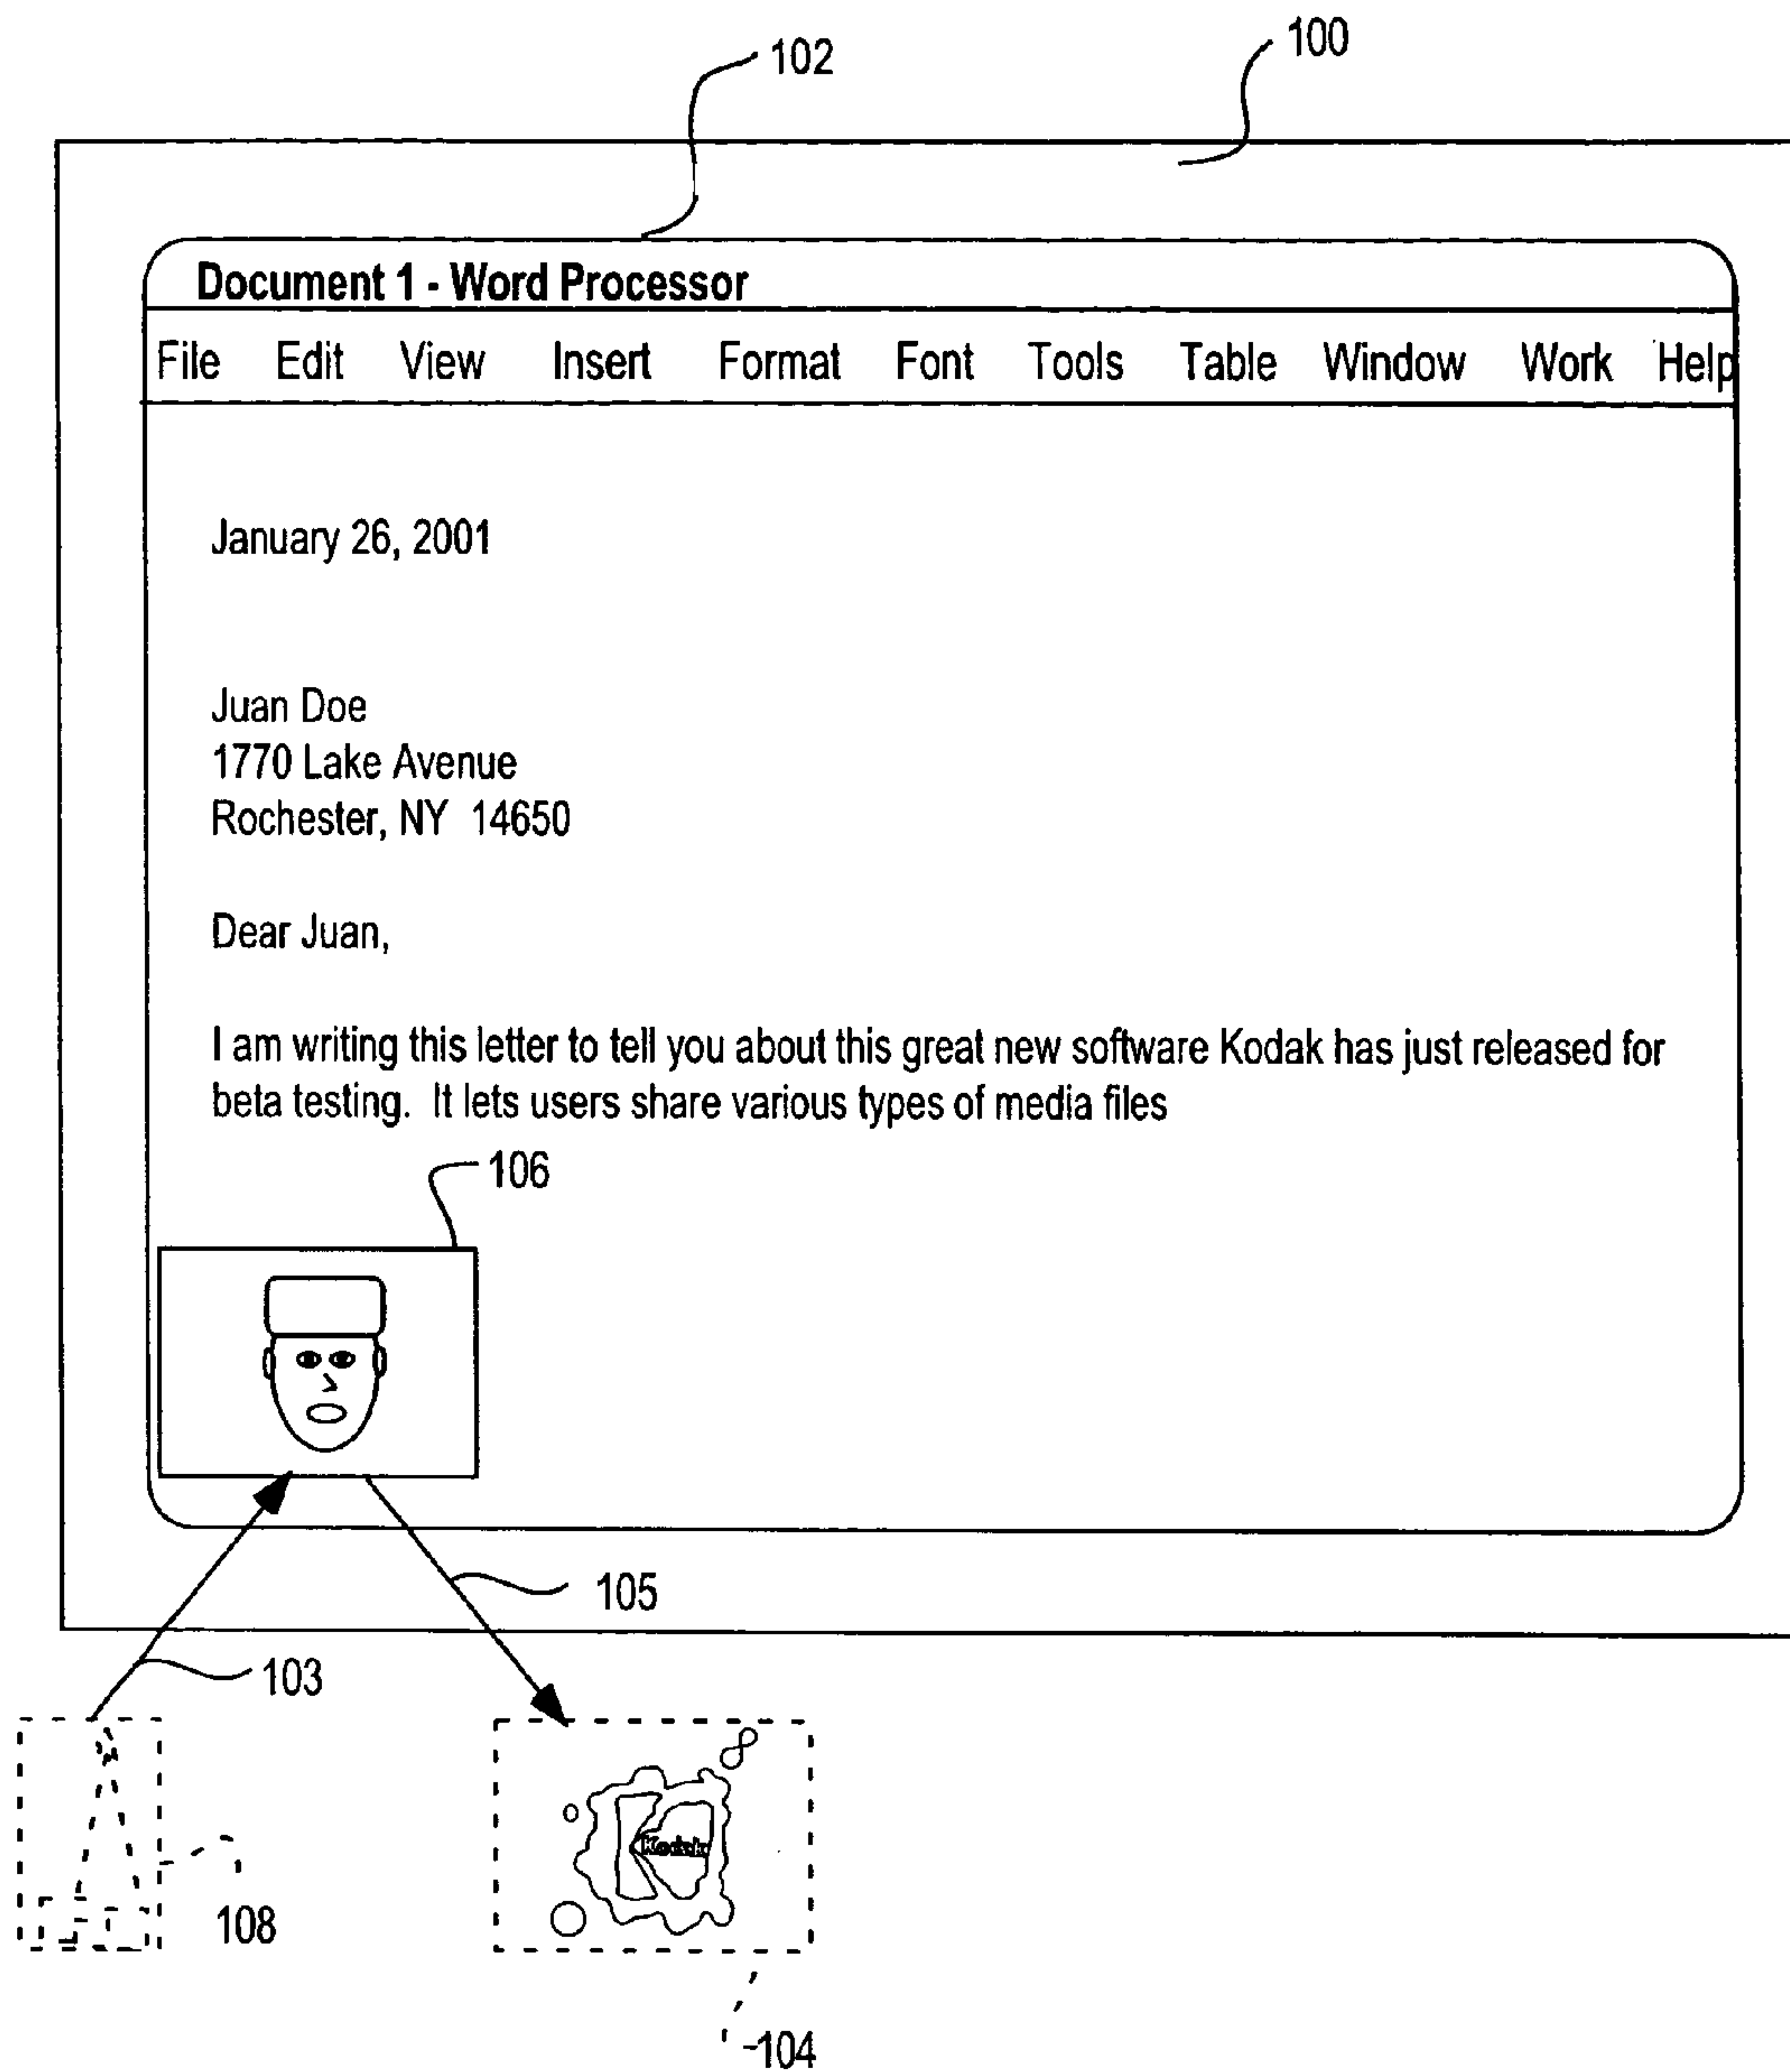 102
100
Document 1 - Word Processor
File Edit View Insert Format Font Tools Table Window Work Help
January 26, 2001
Juan Doe
1770 Lake Avenue
Rochester, NY 14650
Dear Juan,
I am writing this letter to tell you about this great new software Kodak has just released for
beta testing. It lets users share various types of media files
106
105
103
Kodak
108
104